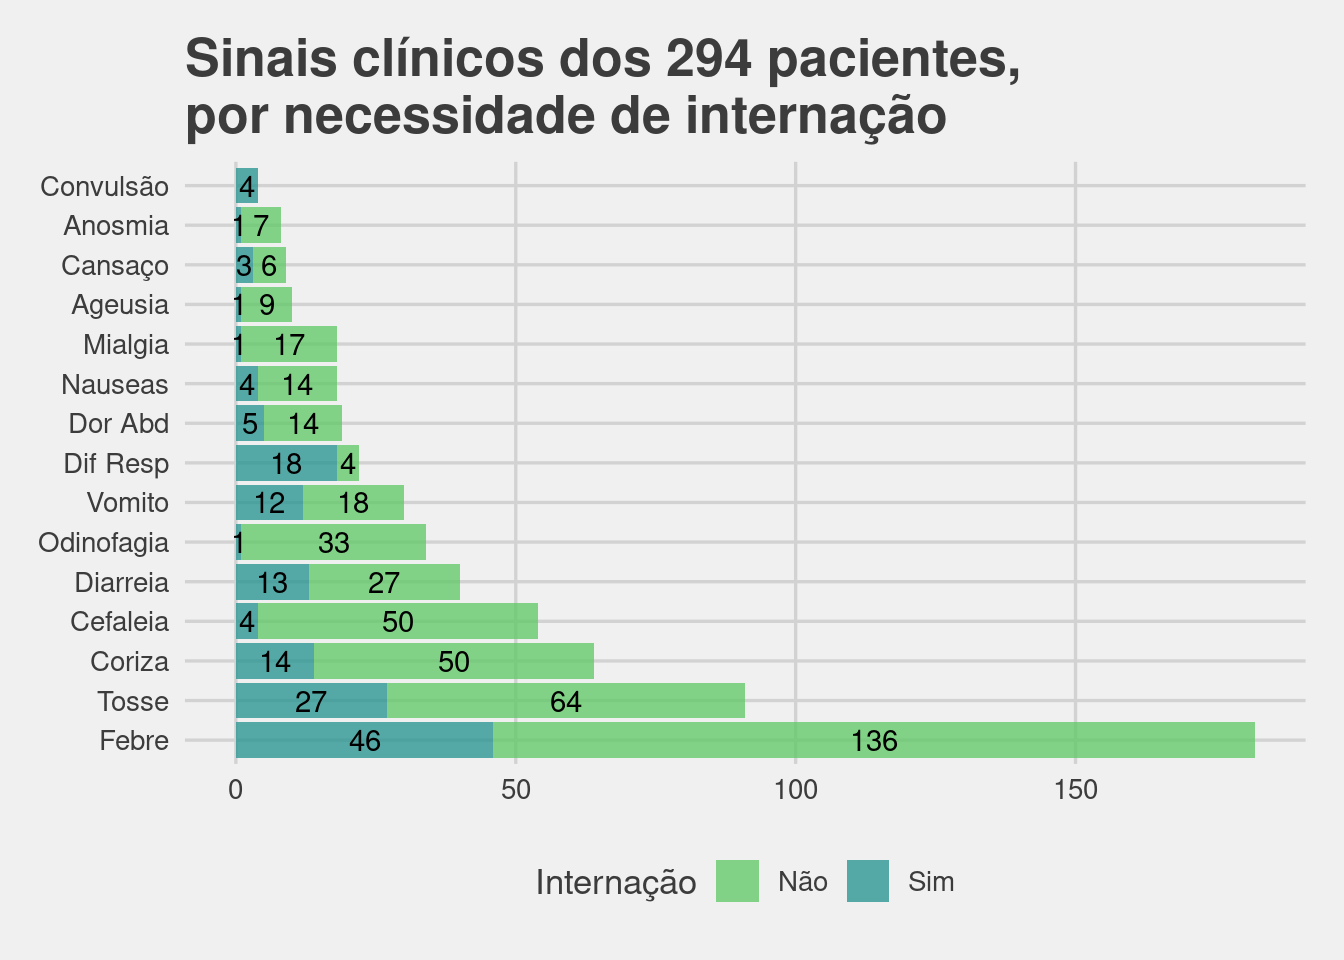 Sinais clínicos dos 294 pacientes,
por necessidade de internação
Convulsão 4
Anosmia 1 7
Cansaço 3 6
Ageusia 1 9
Mialgia 1 17
Nauseas 4 14
Dor Abd 5 14
Dif Resp 18 4
Vomito 12 18
Odinofagia 1 33
Diarreia 13 27
Cefaleia 4 50
Coriza 14 50
Tosse 27 64
Febre 46 136
0 50 100 150
Internação Não Sim